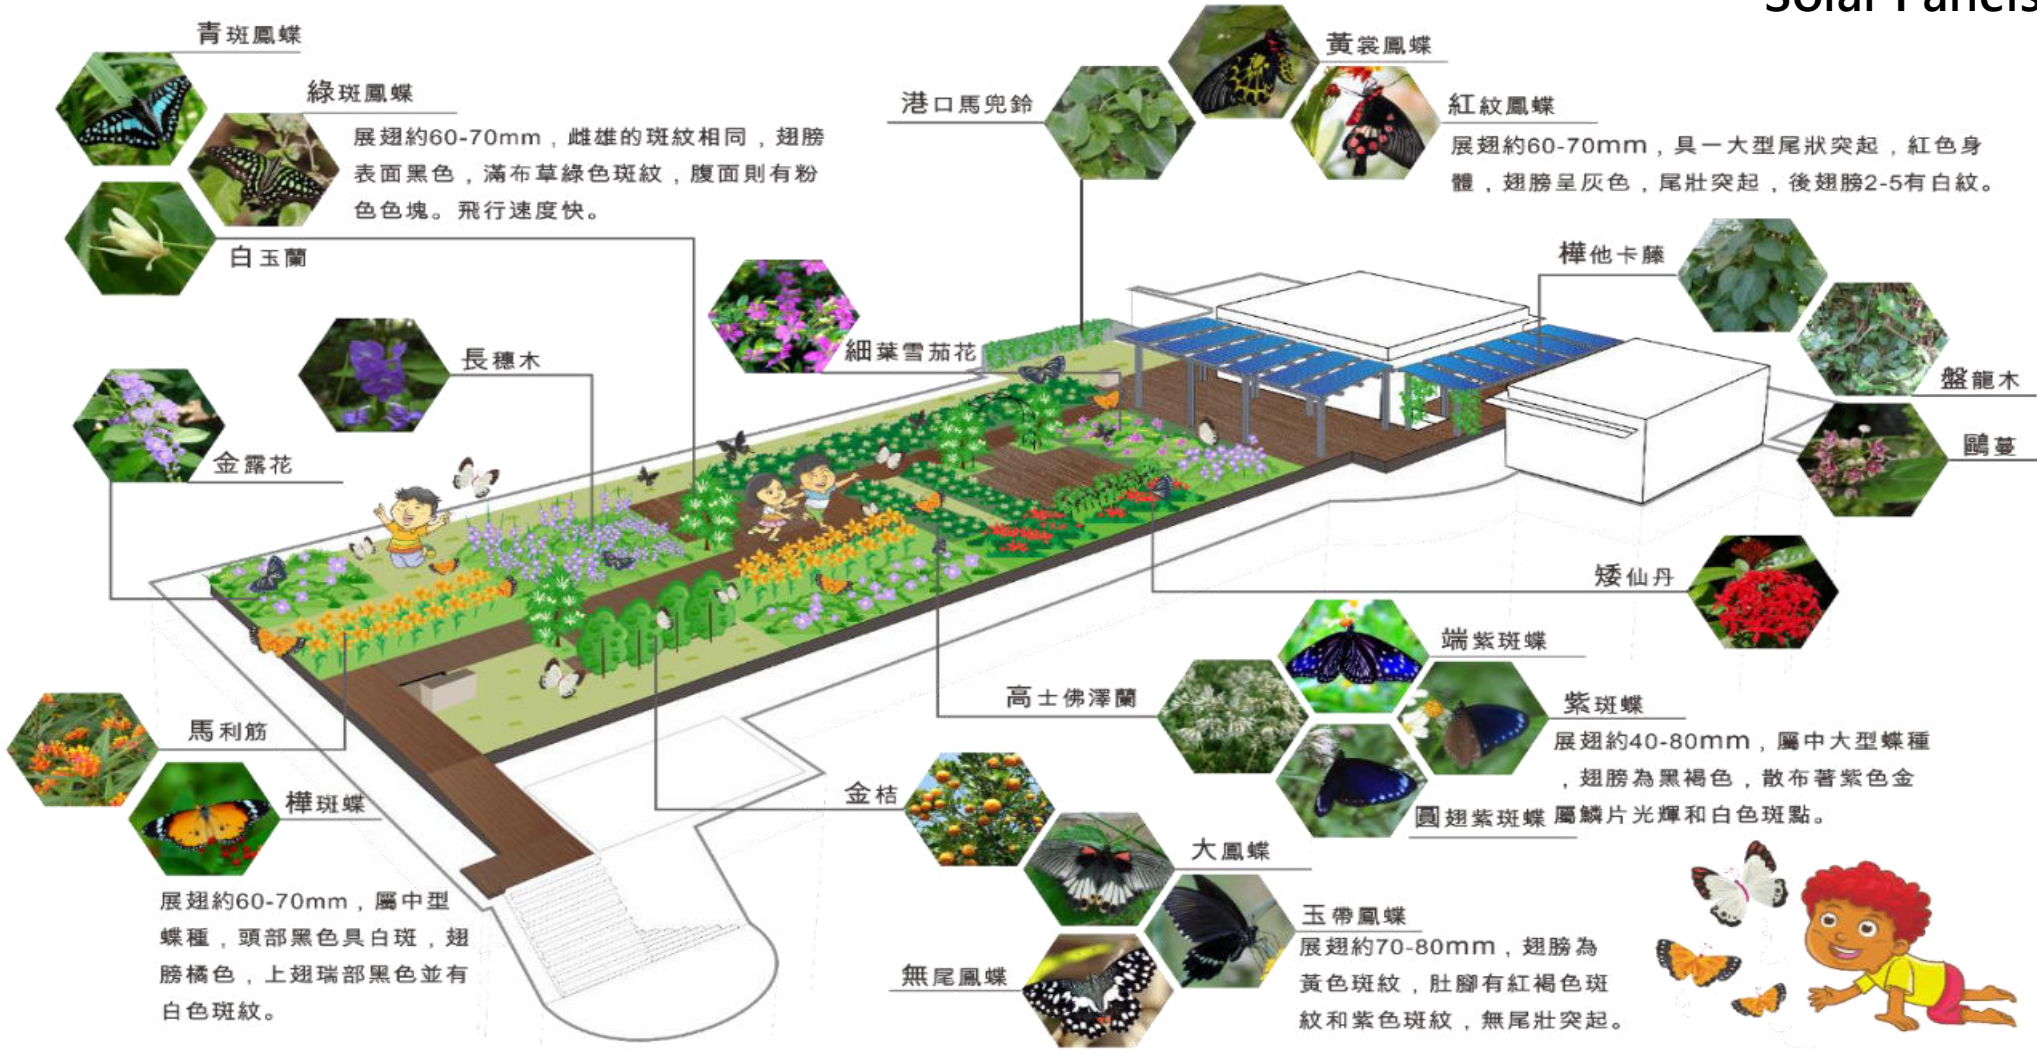 Solar Panels
青斑鳳蝶
綠斑鳳蝶
展翅約60-70mm，雌雄的斑紋相同，翅膀
表面黑色，滿布草綠色斑紋，腹面則有粉
色色塊。飛行速度快。
白玉蘭
港口馬兜鈴
黃裳鳳蝶
紅紋鳳蝶
展翅約60-70mm，具一大型尾狀突起，紅色身
體，翅膀呈灰色，尾壯突起，後翅膀2-5有白紋。
樺他卡藤
盤龍木
鷗蔓
細葉雪茄花
長穗木
金露花
矮仙丹
馬利筋
樺斑蝶
展翅約60-70mm，屬中型
蝶種，頭部黑色具白斑，翅
膀橘色，上翅瑞部黑色並有
白色斑紋。
高士佛澤蘭
端紫斑蝶
紫斑蝶
展翅約40-80mm，屬中大型蝶種
，翅膀為黑褐色，散布著紫色金
屬鱗片光輝和白色斑點。
圓翅紫斑蝶
金桔
大鳳蝶
玉帶鳳蝶
展翅約70-80mm，翅膀為
黃色斑紋，肚腳有紅褐色斑
紋和紫色斑紋，無尾壯突起。
無尾鳳蝶